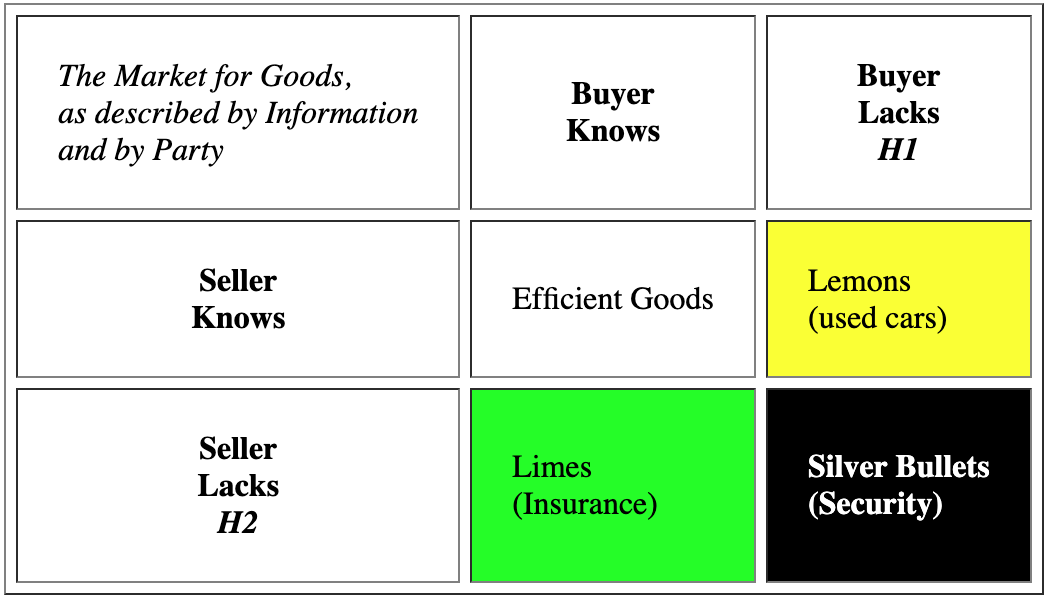 The Market for Goods,
as described by Information
and by Party
Buyer
Knows
Buyer
Lacks
H1
Seller
Knows
Efficient Goods
Lemons
(used cars)
Seller
Lacks
H2
Limes
(Insurance)
Silver Bullets
(Security)